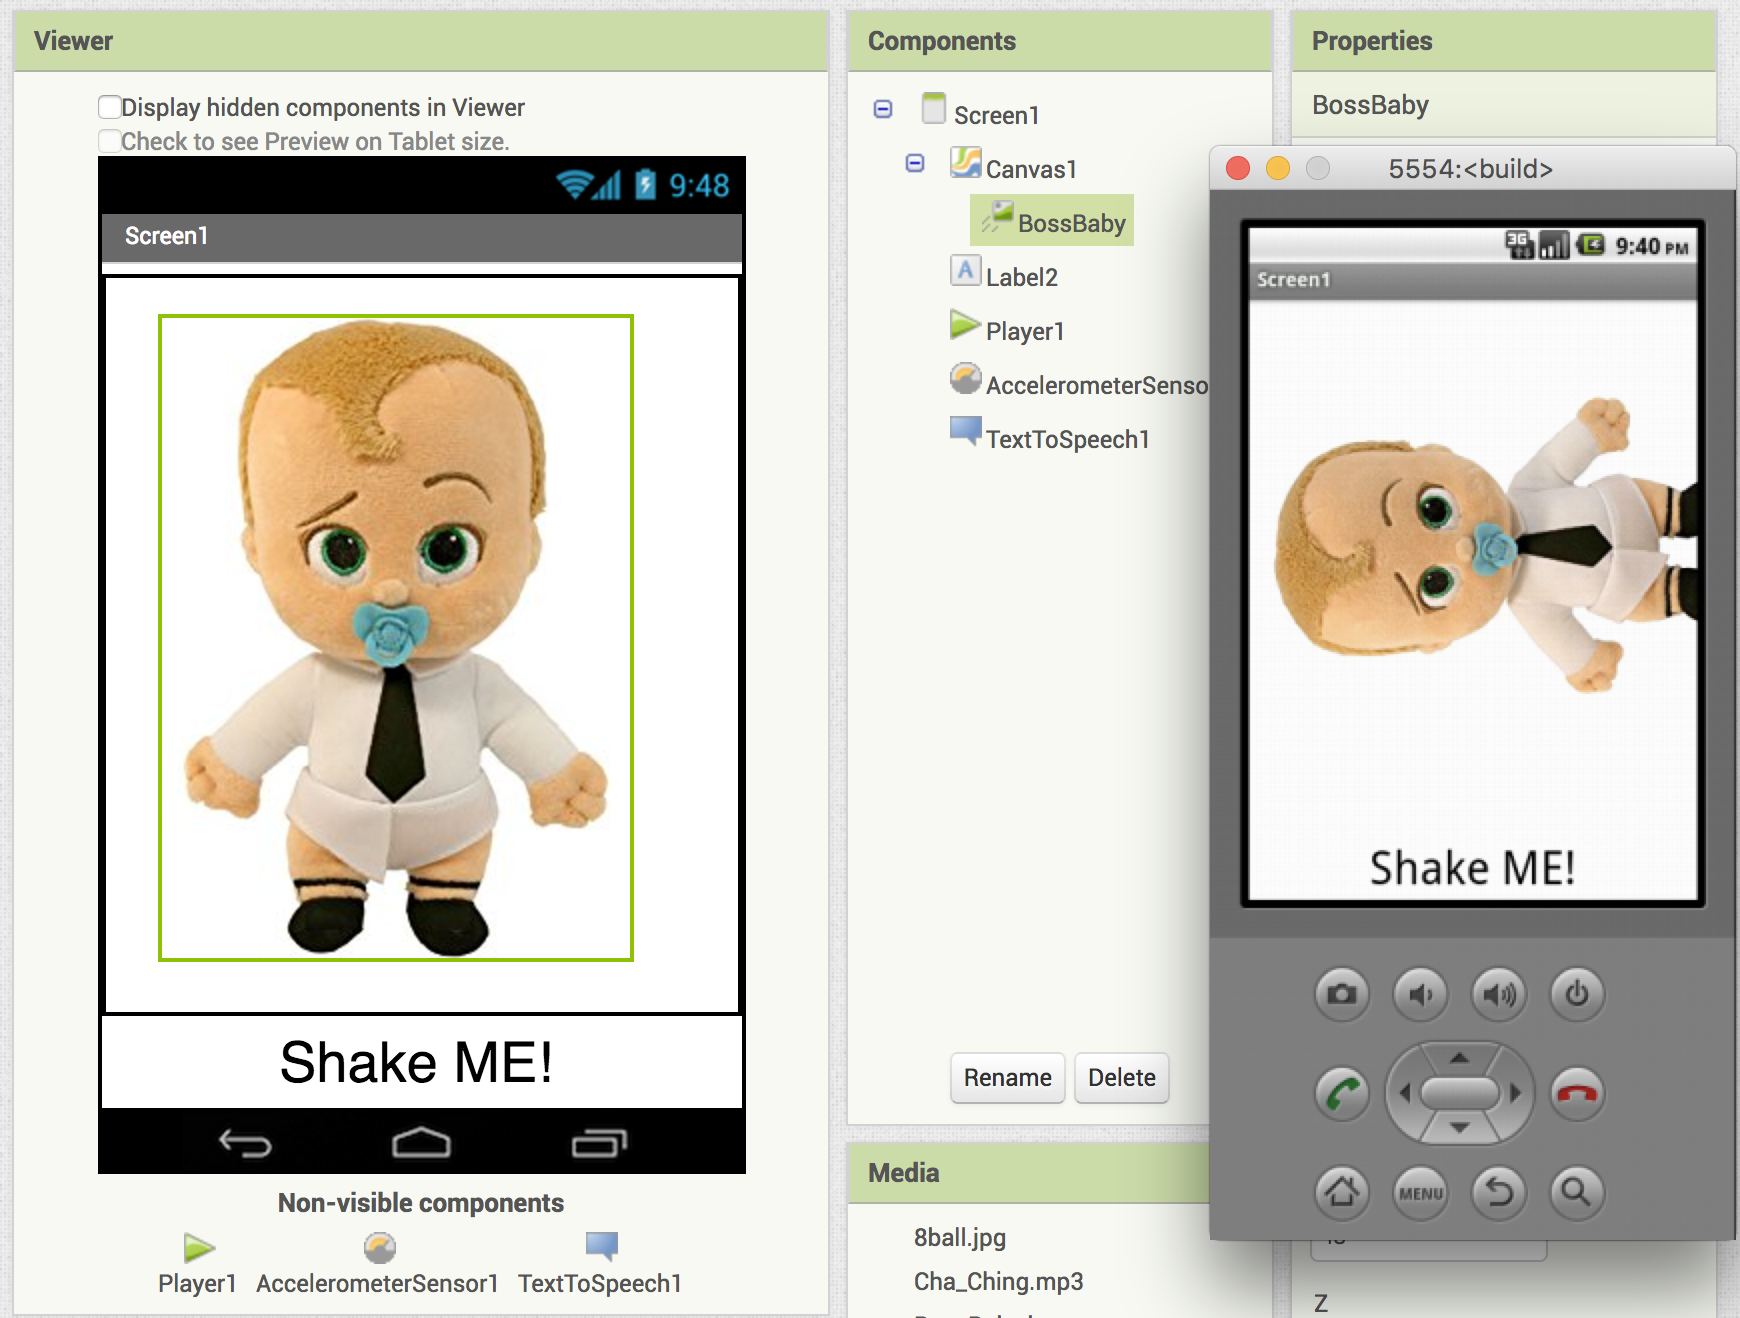 Viewer
Display hidden components in Viewer
Check to see Preview on Tablet size.
9:48
Screen1
Shake ME!
Non-visible components
Player1
AccelerometerSensor1
TextToSpeech1
Components
Screen1
Canvas1
BossBaby
A
Label2
Player1
AccelerometerSenso
TextToSpeech1
Rename
Delete
Media
8ball.jpg
Cha_Ching.mp3
Properties
BossBaby
5554:<build>
3G
9:40 PM
Screen1
Shake ME!
MENU
Z